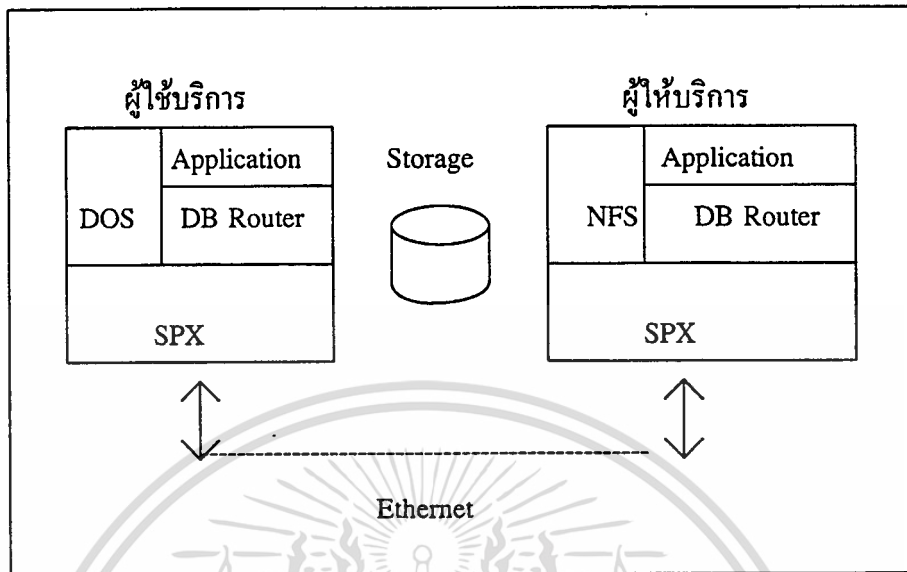 ผู้ใช้บริการ
Application
DOS
DB Router
SPX
Storage
ผู้ให้บริการ
Application
NFS
DB Router
SPX
Ethernet